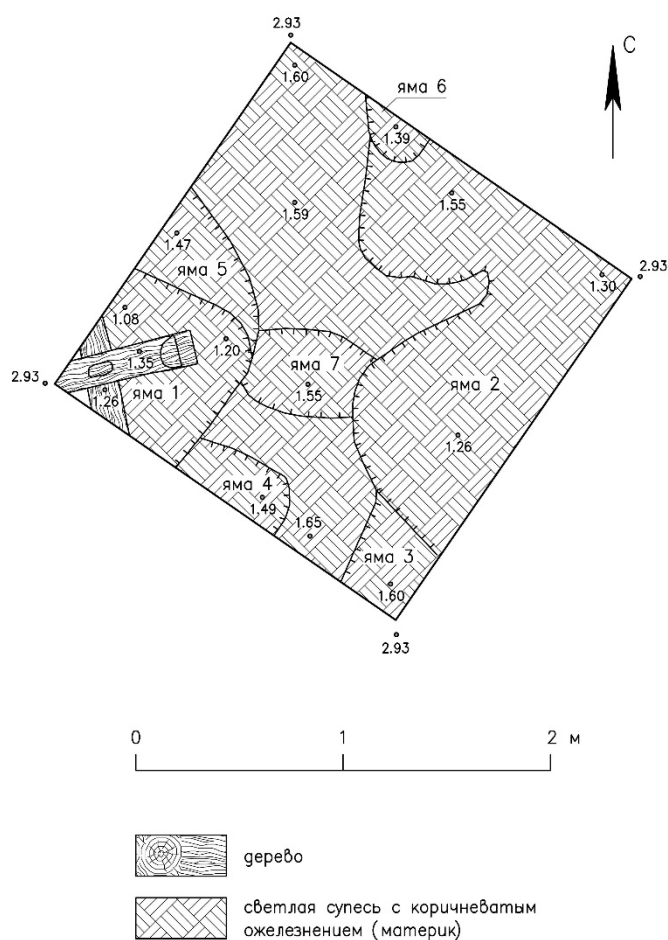 2.93
С
1.60
яма 6
1.39
1.55
1.59
1.47
яма 5
1.30
2.93
1.08
1.20
1.35
яма 7
яма 2
2.93
.26
яма 1
1.55
1.26
яма 4
1.49
1.65
яма 3
1.60
2.93
0 1 2 м
дерево
светлая супесь с коричневатым
ожелезнением (материк)